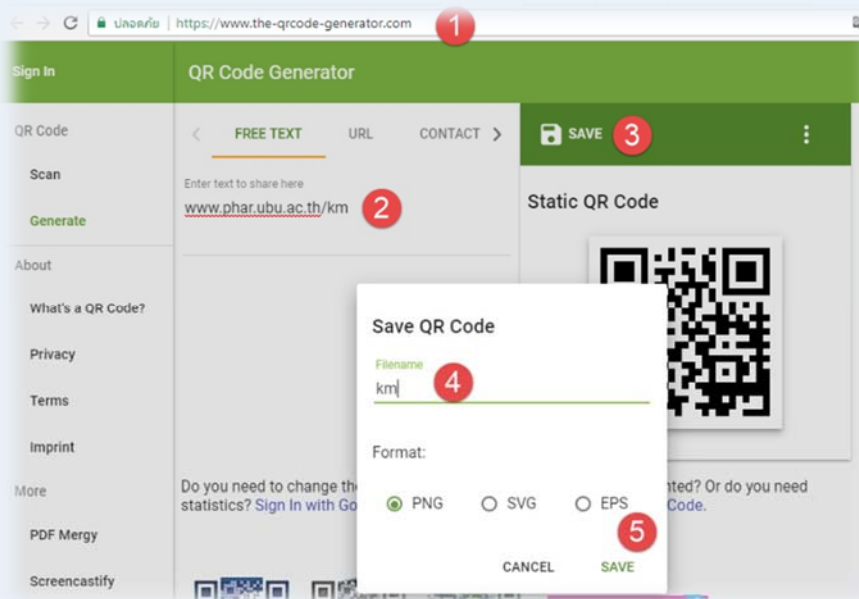 ปลอดภัย | https://www.the-qrcode-generator.com 1
Sign In
QR Code Generator
QR Code
Scan
Generate
About
What's a QR Code?
Privacy
Terms
Imprint
More
PDF Mergy
Screencastify
FREE TEXT URL CONTACT
Enter text to share here
www.phar.ubu.ac.th/km 2
SAVE 3
Static QR Code
Save QR Code
Filename
km 4
Format:
PNG SVG EPS
5
CANCEL SAVE
Do you need to change the
nted? Or do you need
statistics? Sign In with Go
Code.